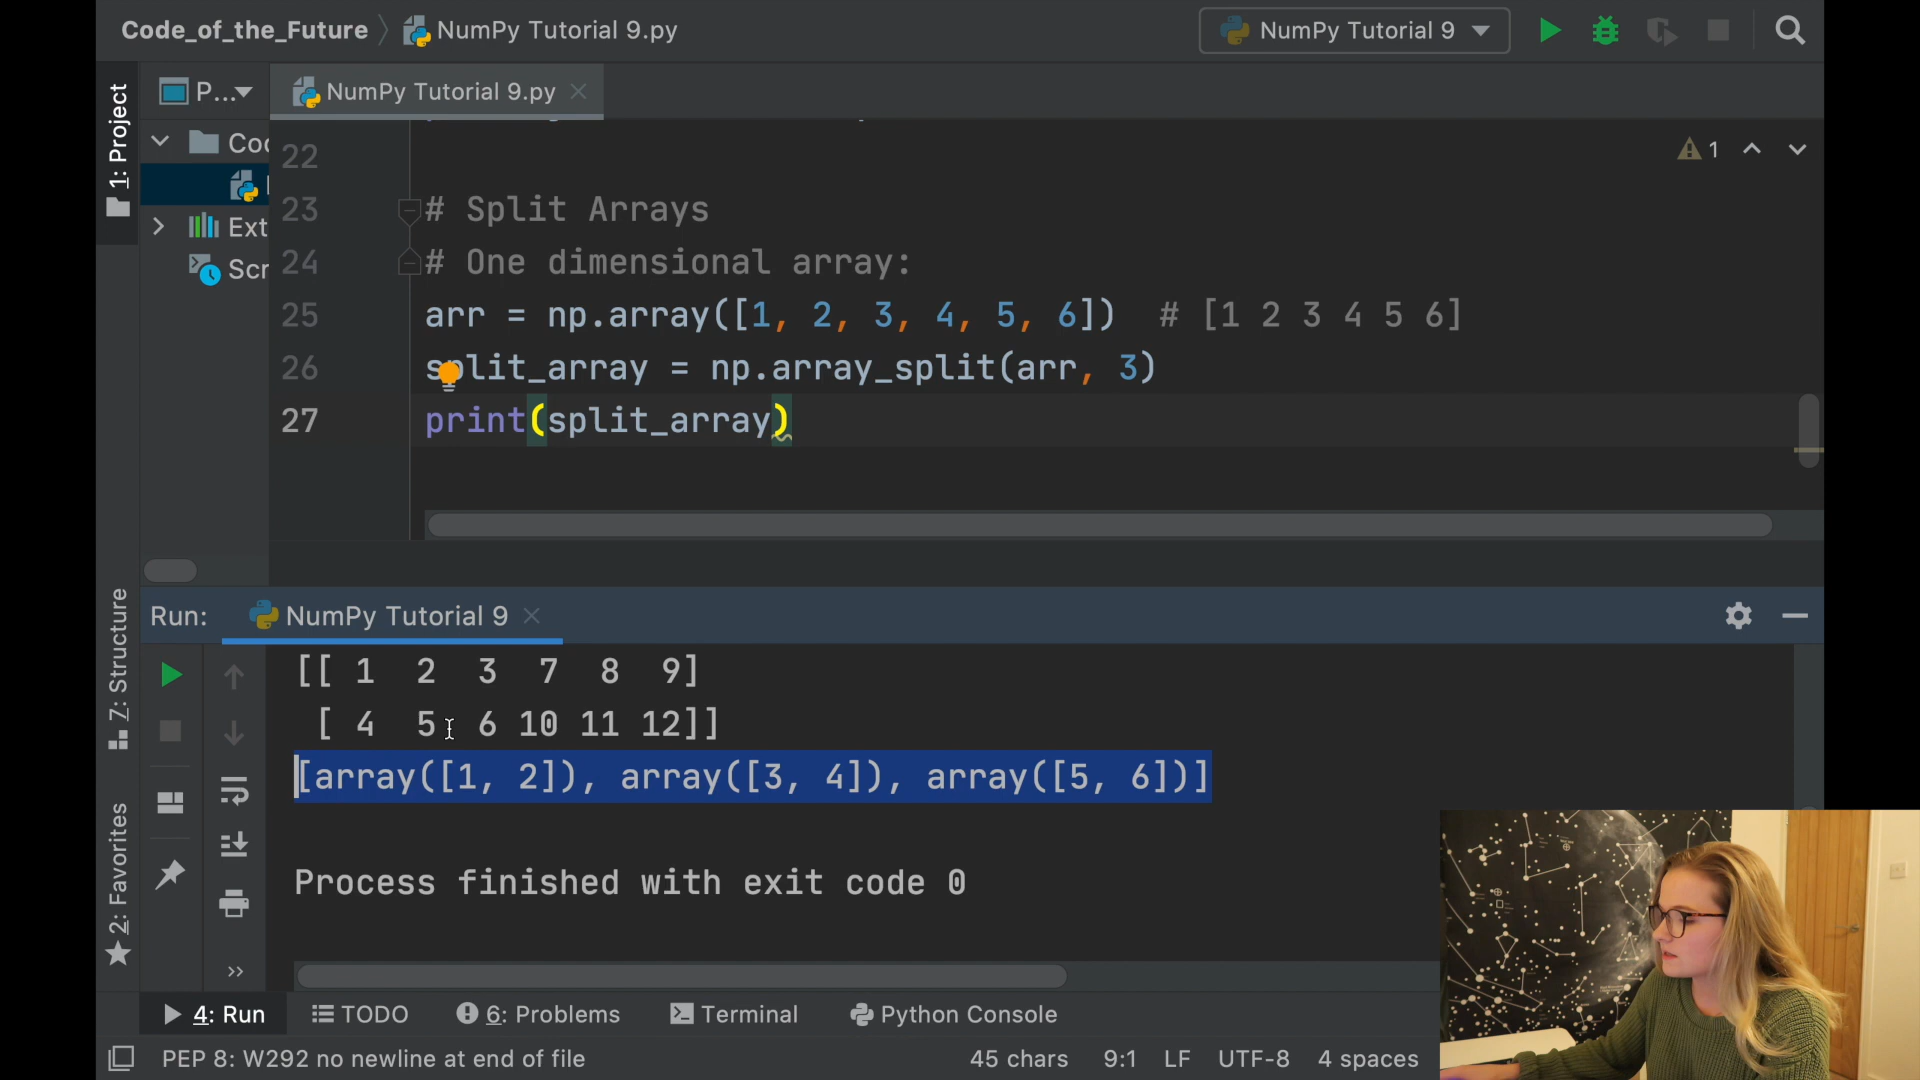 Code_of_the_Future
NumPy Tutorial 9.py
NumPy Tutorial 9
1: Project
P...
NumPy Tutorial 9.py
1
Ext
Scr
22
23 # Split Arrays
24 # One dimensional array:
25 arr = np.array([1, 2, 3, 4, 5, 6]) # [1 2 3 4 5 6]
26 split_array = np.array_split(arr, 3)
27 print(split_array)
7: Structure
2: Favorites
Run:
NumPy Tutorial 9
[[ 1 2 3 7 8 9]
[ 4 5 6 10 11 12]]
[array([1, 2]), array([3, 4]), array([5, 6])]
Process finished with exit code 0
4: Run
TODO
6: Problems
Terminal
Python Console
PEP 8: W292 no newline at end of file
45 chars
9:1
LF
UTF-8
4 spaces